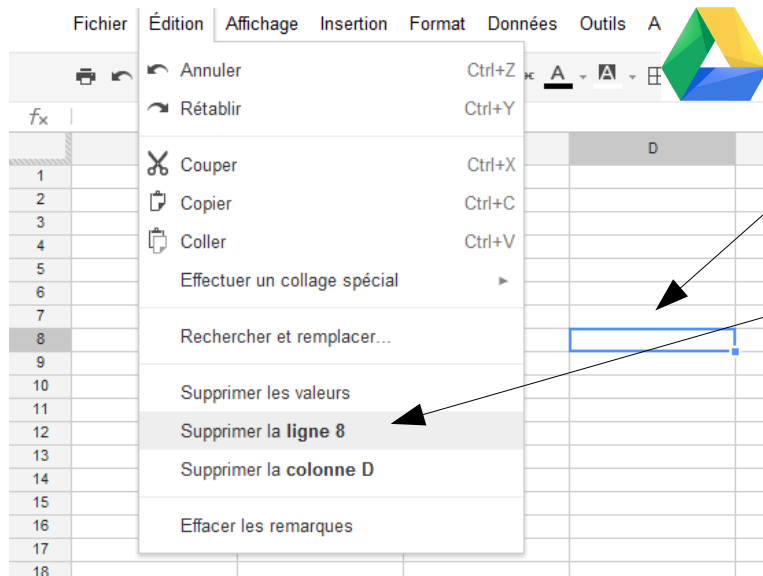 Fichier Édition Affichage Insertion Format Données Outils A
Annuler Ctrl+Z
A A
Rétablir Ctrl+Y
fx
Couper Ctrl+X
Copier Ctrl+C
Coller Ctrl+V
Effectuer un collage spécial
Rechercher et remplacer...
Supprimer les valeurs
Supprimer la ligne 8
Supprimer la colonne D
Effacer les remarques
D
1
2
3
4
5
6
7
8
9
10
11
12
13
14
15
16
17
18